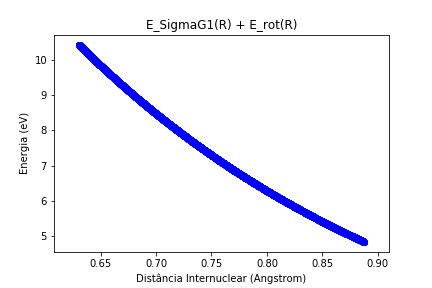 E_SigmaG1(R) + E_rot(R)
Energia (eV)
10
9
8
7
6
5
0.65 0.70 0.75 0.80 0.85 0.90
Distância Internuclear (Angstrom)